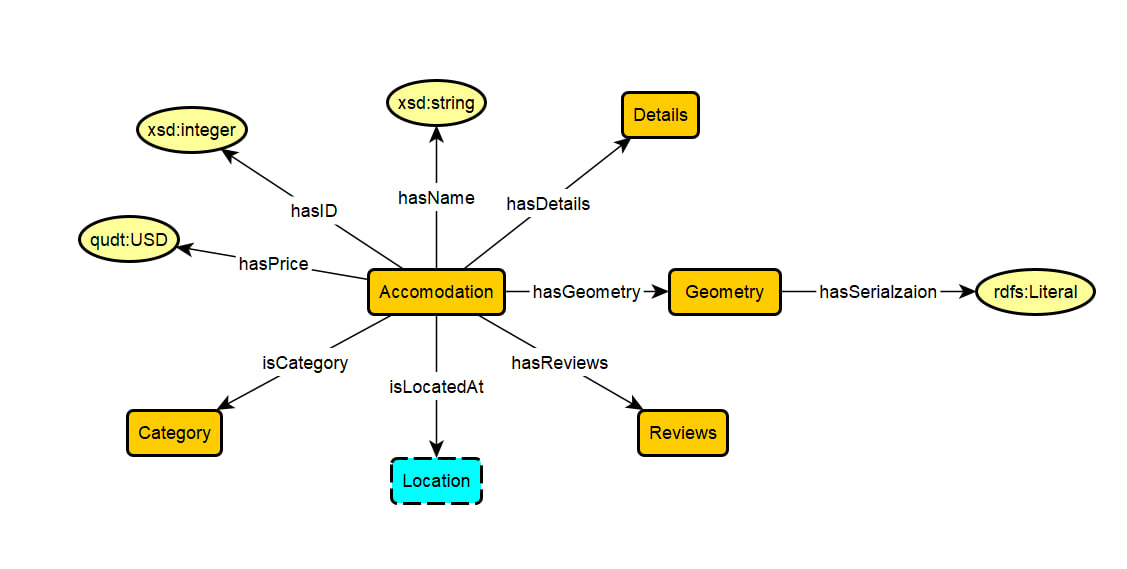 xsd:string
Details
xsd:integer
hasName
hasDetails
hasID
qudt:USD
hasPrice
Accomodation
hasGeometry
Geometry
hasSerialzaion
rdfs:Literal
isCategory
hasReviews
isLocatedAt
Category
Reviews
Location